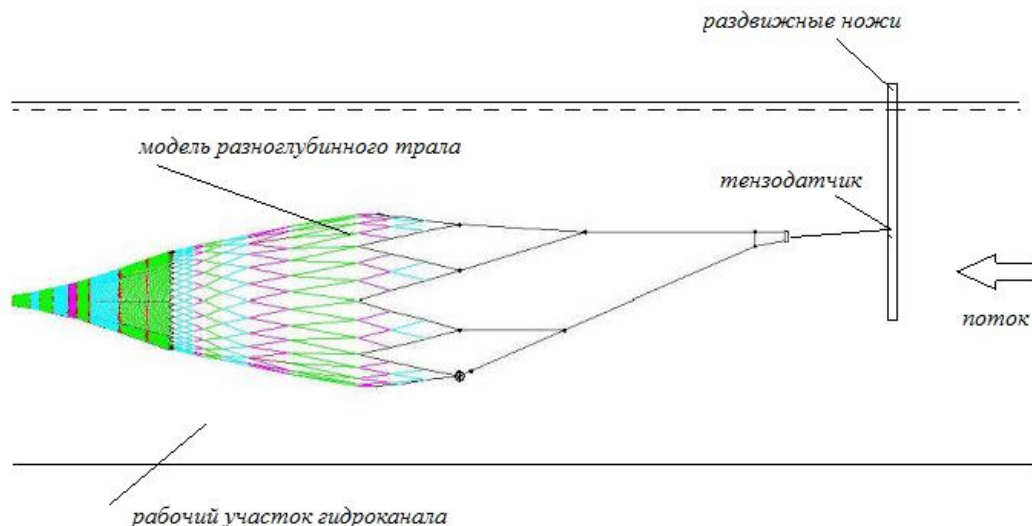 раздвижные ножи
модель разноглубинного трала
тензодатчик
поток
рабочий участок гидроканала